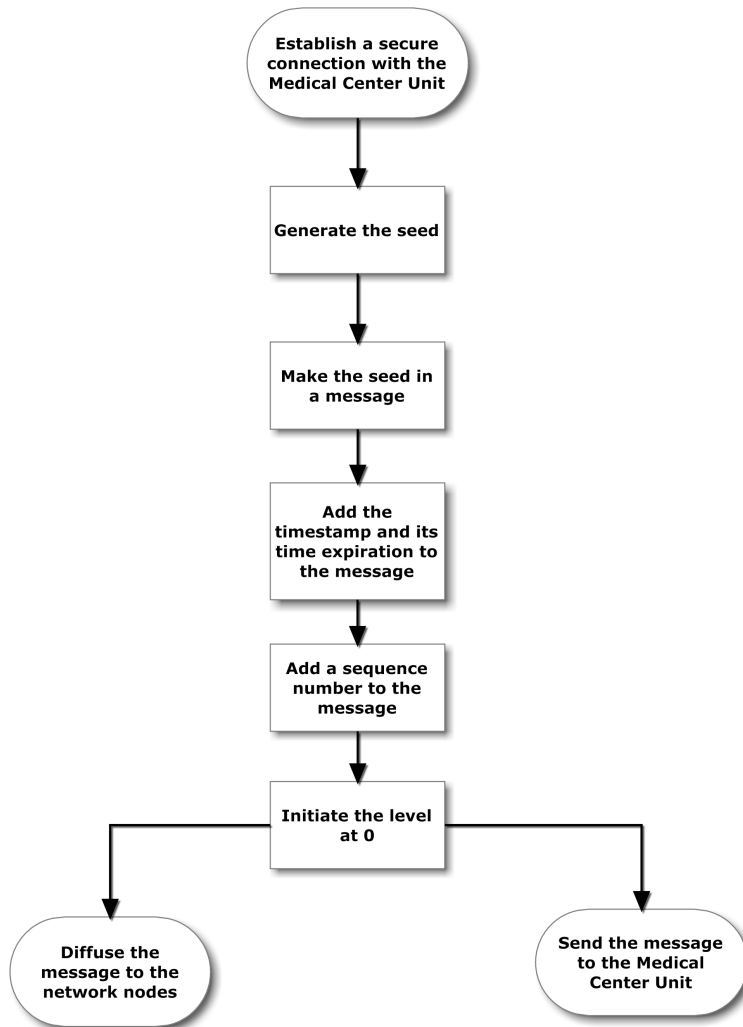 Establish a secure
connection with the
Medical Center Unit
Generate the seed
Make the seed in
a message
Add the
timestamp and its
time expiration to
the message
Add a sequence
number to the
message
Initiate the level
at 0
Diffuse the
message to the
network nodes
Send the message
to the Medical
Center Unit